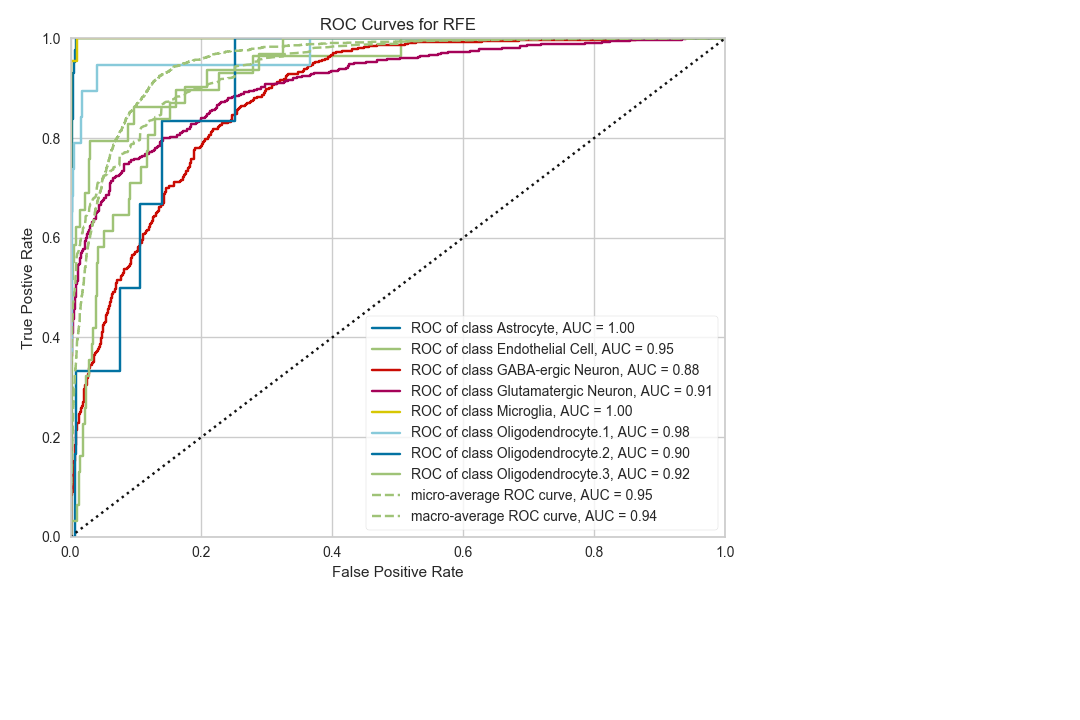 ROC Curves for RFE
1.0
0.8
0.6
0.4
0.2
0.0
True Postive Rate
ROC of class Astrocyte, AUC = 1.00
ROC of class Endothelial Cell, AUC = 0.95
ROC of class GABA-ergic Neuron, AUC = 0.88
ROC of class Glutamatergic Neuron, AUC = 0.91
ROC of class Microglia, AUC = 1.00
ROC of class Oligodendrocyte.1, AUC = 0.98
ROC of class Oligodendrocyte.2, AUC = 0.90
ROC of class Oligodendrocyte.3, AUC = 0.92
micro-average ROC curve, AUC = 0.95
macro-average ROC curve, AUC = 0.94
0.0 0.2 0.4 0.6 0.8 1.0
False Positive Rate